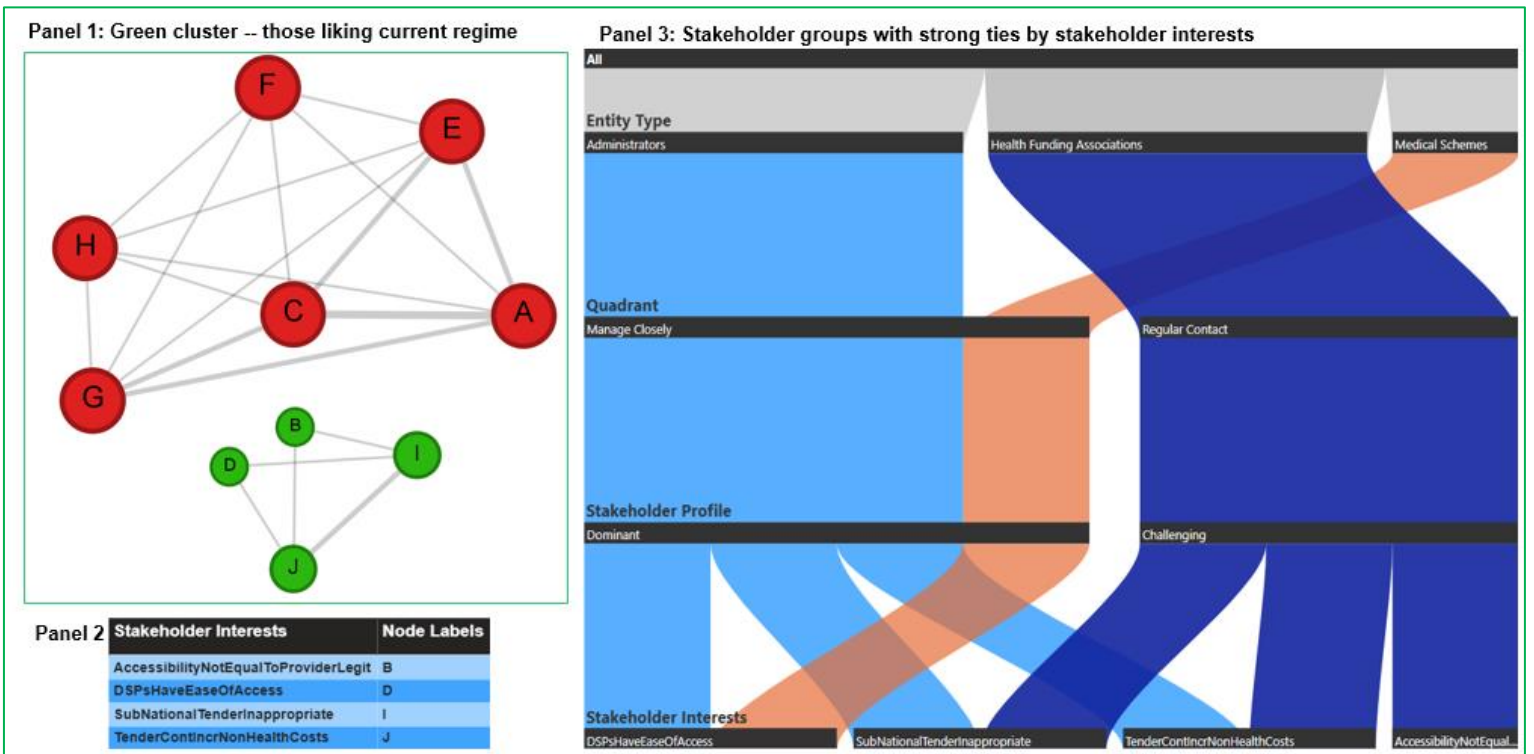 Panel 1: Green cluster -- those liking current regime
F
E
H
C
A
G
B
D
I
J
Panel 2
Stakeholder Interests Node Labels
AccessibilityNotEqualToProviderLegit B
DSPsHaveEaseOfAccess D
SubNationalTenderInappropriate I
TenderContIncrNonHealthCosts J
Panel 3: Stakeholder groups with strong ties by stakeholder interests
All
Entity Type
Administrators Health Funding Associations Medical Schemes
Quadrant
Manage Closely Regular Contact
Stakeholder Profile
Dominant Challenging
Stakeholder Interests
DSPsHaveEaseOfAccess SubNationalTenderInappropriate TenderContIncrNonHealthCosts AccessibilityNotEqual...